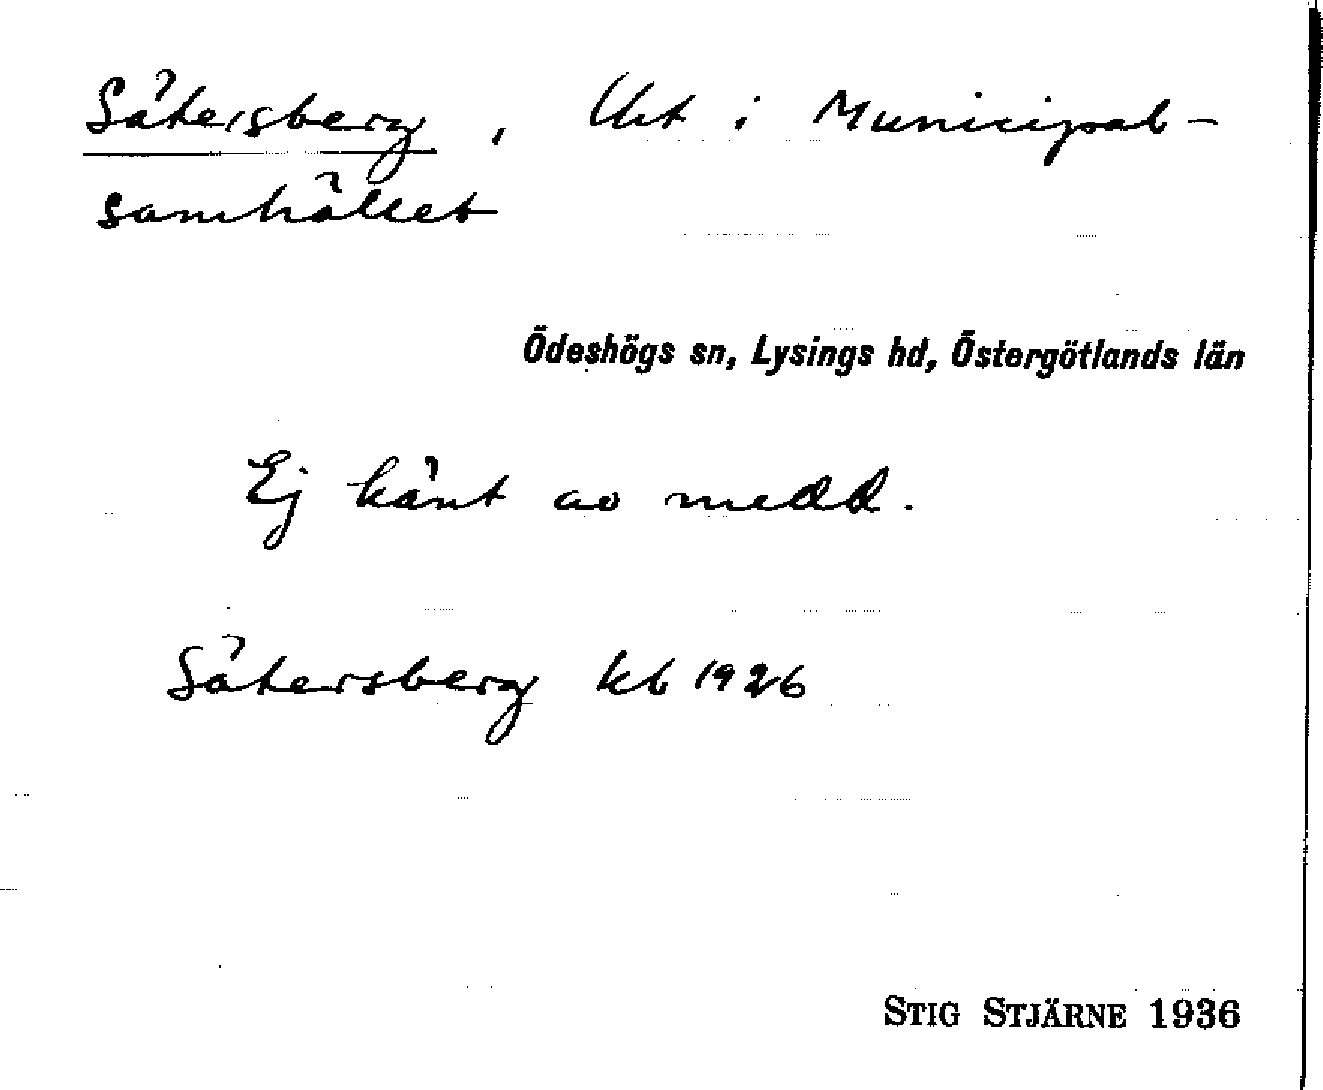 Sätersberg, Urt i Municipal-
samhället
Ödeshögs sn, Lysings hd, Östergötlands län
Ej känt av medd.
Sätersberg kb 1926
STIG STJÄRNE 1936